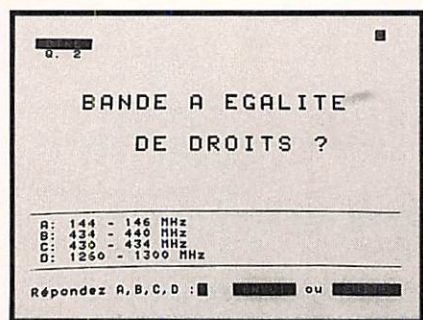 Q. 2
BANDE A EGALITE
DE DROITS ?
A: 144 - 146 MHz
B: 434 - 440 MHz
C: 430 - 434 MHz
D: 1260 - 1300 MHz
Répondez A,B,C,D : ou